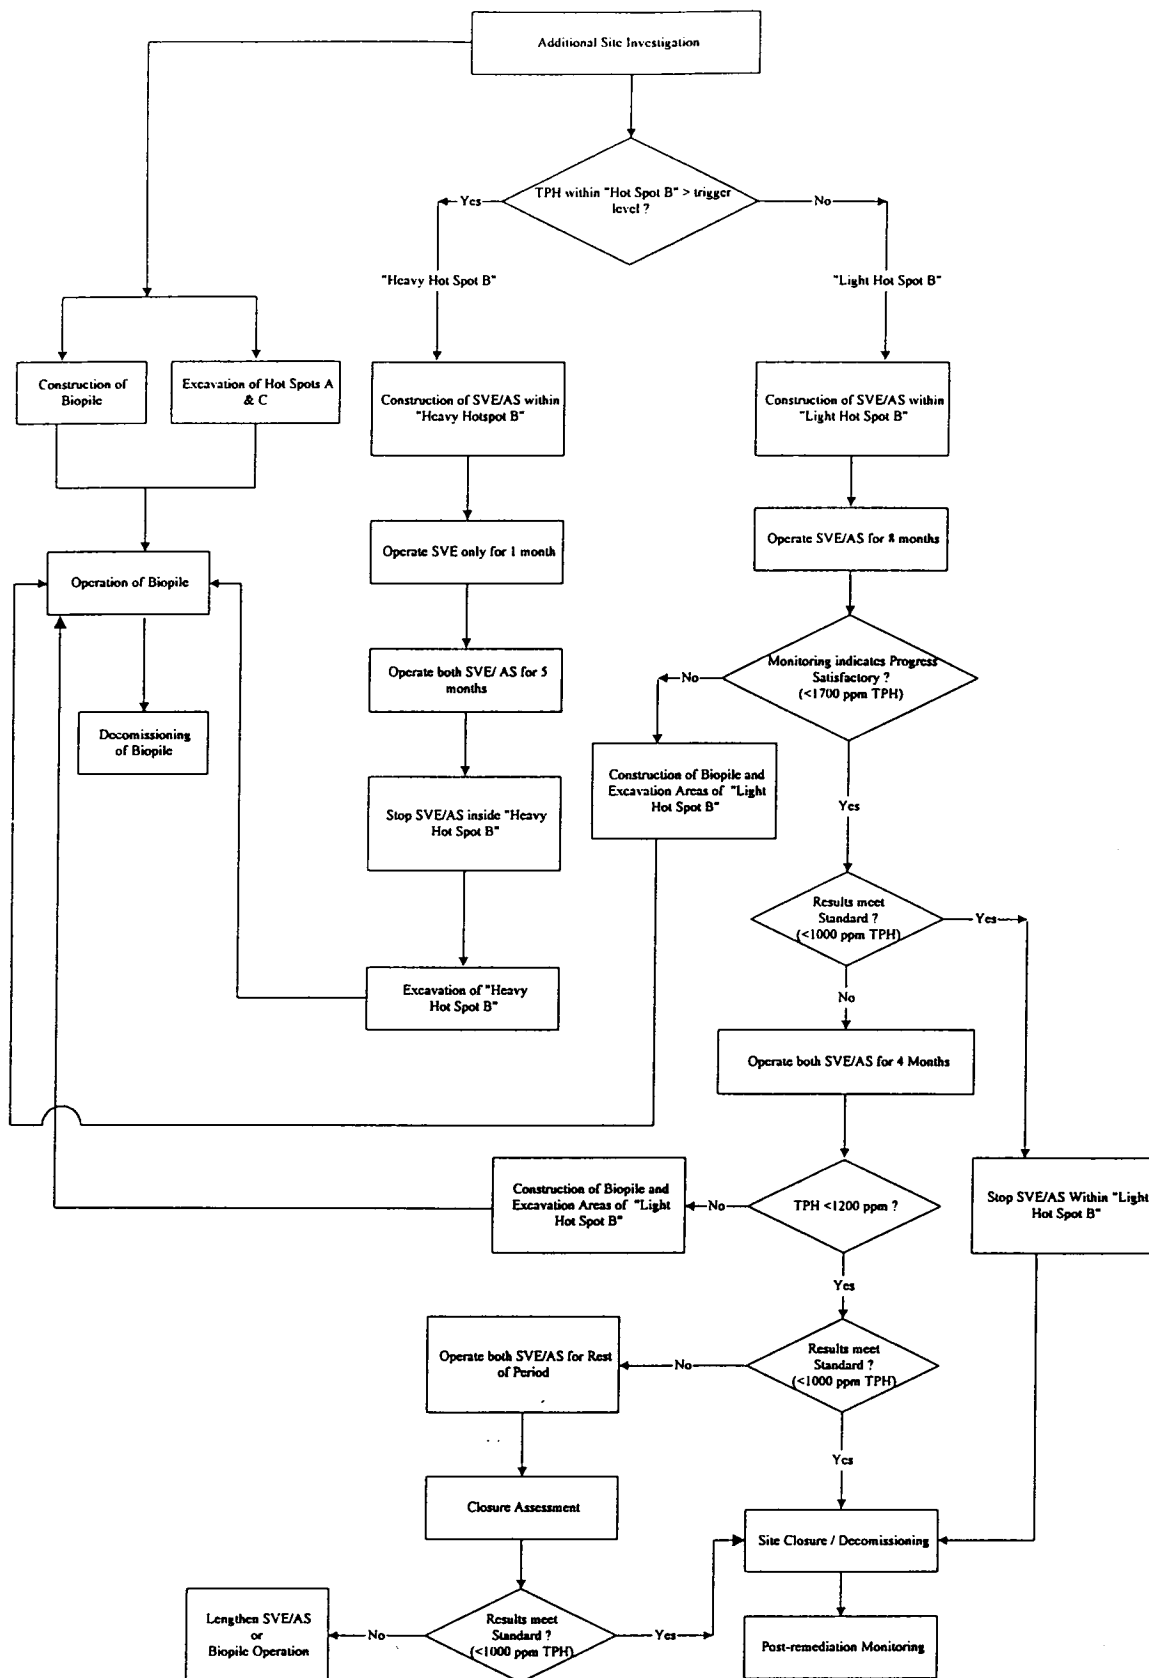 Additional Site Investigation
TPH within "Hot Spot B" > trigger
level ?
Yes
No
"Heavy Hot Spot B"
"Light Hot Spot B"
Construction of
Biopile
Excavation of Hot Spots A
& C
Construction of SVE/AS within
"Heavy Hotspot B"
Construction of SVE/AS within
"Light Hot Spot B"
Operate SVE only for 1 month
Operate SVE/AS for 8 months
Operation of Biopile
Operate both SVE/ AS for 5
months
Monitoring indicates Progress
Satisfactory ?
(<1700 ppm TPH)
No
Decomissioning
of Biopile
Construction of Biopile and
Excavation Areas of "Light
Hot Spot B"
Stop SVE/AS inside "Heavy
Hot Spot B"
Yes
Results meet
Standard ?
(<1000 ppm TPH)
Yes
Excavation of "Heavy
Hot Spot B"
No
Operate both SVE/AS for 4 Months
Construction of Biopile and
Excavation Areas of "Light
Hot Spot B"
No
TPH <1200 ppm ?
Stop SVE/AS Within "Light
Hot Spot B"
Yes
Operate both SVE/AS for Rest
of Period
No
Results meet
Standard ?
(<1000 ppm TPH)
Yes
Closure Assessment
Site Closure / Decomissioning
Lengthen SVE/AS
or
Biopile Operation
No
Results meet
Standard ?
(<1000 ppm TPH)
Yes
Post-remediation Monitoring